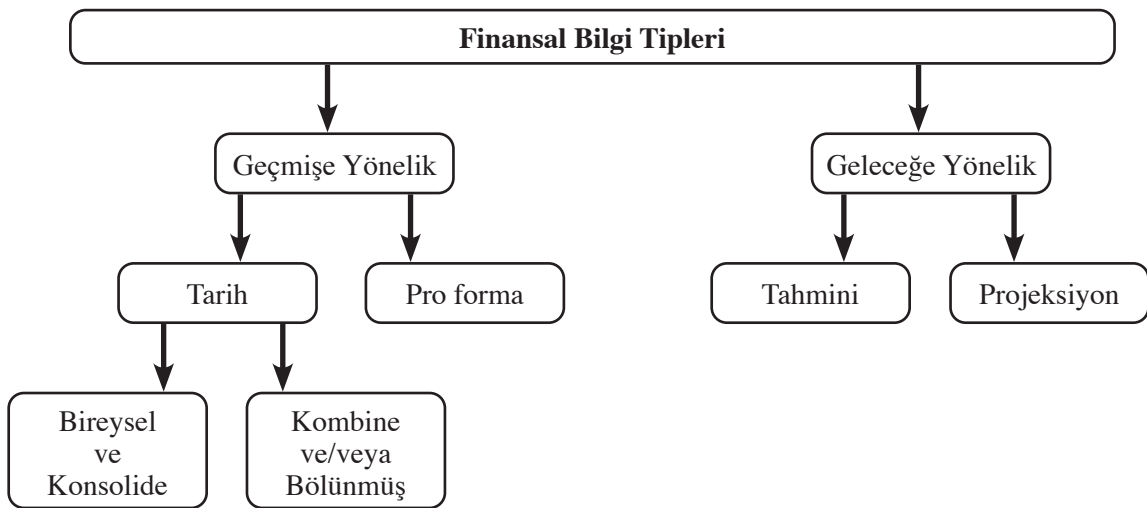 Finansal Bilgi Tipleri
Geçmişe Yönelik
Geleceğe Yönelik
Tarih
Pro forma
Tahmini
Projeksiyon
Bireysel
ve
Konsolide
Kombine
ve/veya
Bölünmüş